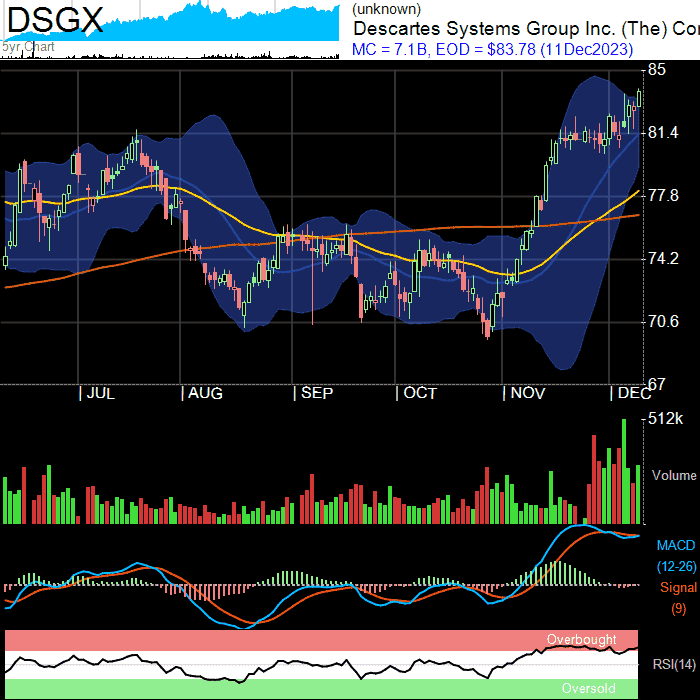 DSGX
5yr Chart
(unknown)
Descartes Systems Group Inc. (The) Cor
MC = 7.1B, EOD = $83.78 (11Dec2023)
85
81.4
77.8
74.2
70.6
67
JUL
AUG
SEP
OCT
NOV
DEC
512k
Volume
MACD
(12-26)
Signal
(9)
Overbought
RSI(14)
Oversold